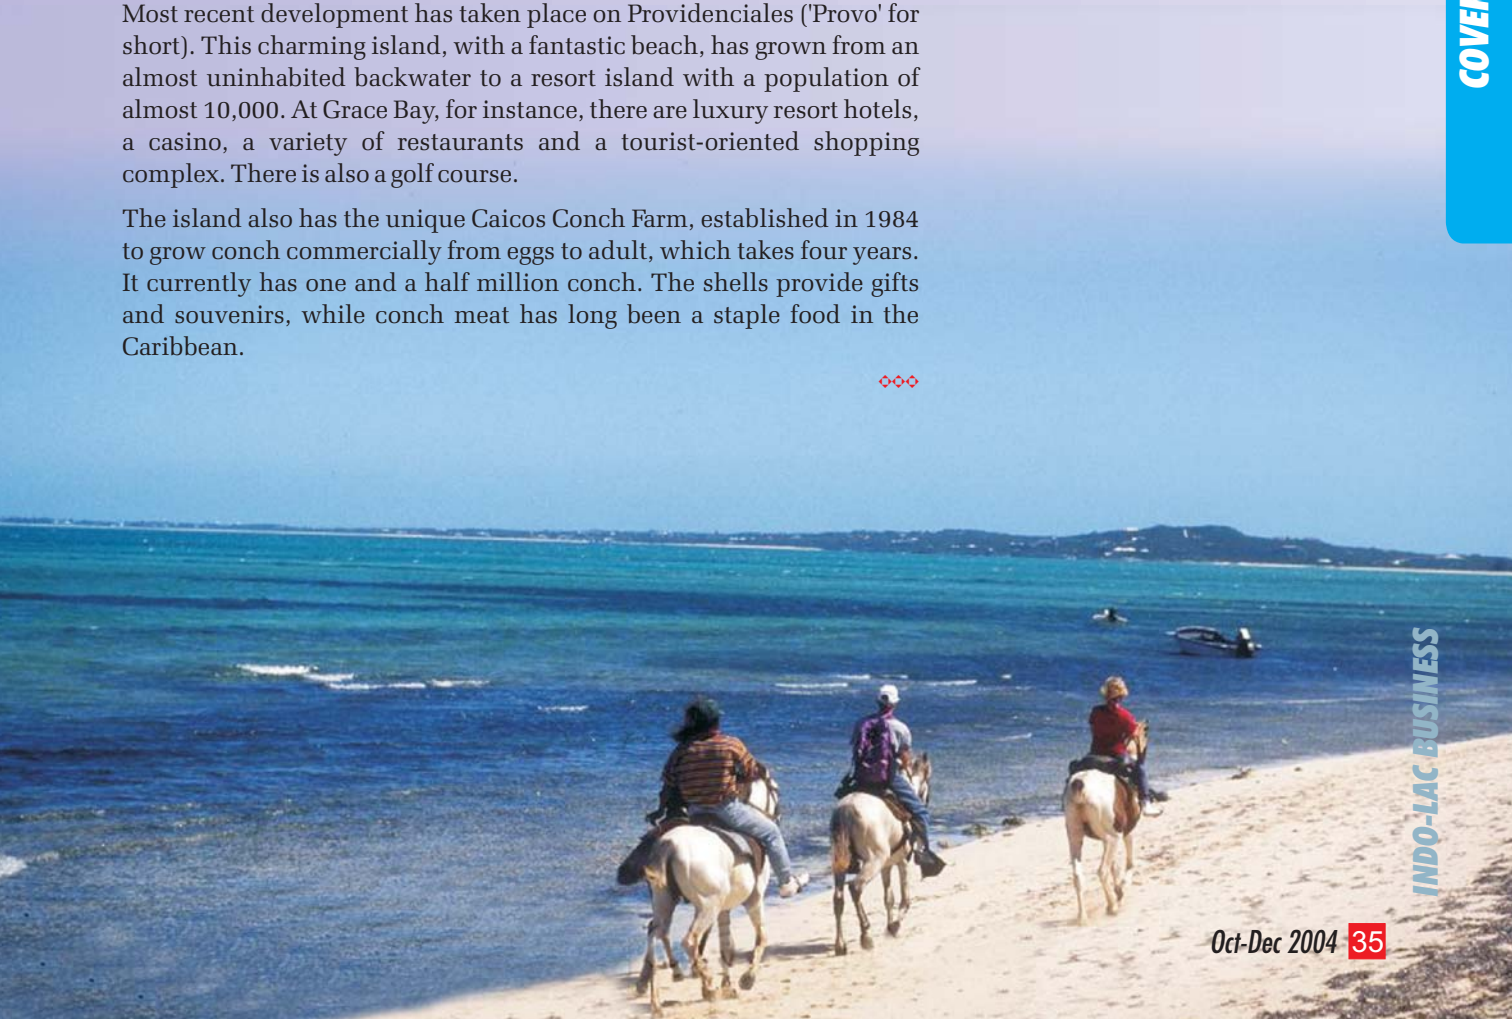 Most recent development has taken place on Providenciales ('Provo' for
short). This charming island, with a fantastic beach, has grown from an
almost uninhabited backwater to a resort island with a population of
almost 10,000. At Grace Bay, for instance, there are luxury resort hotels,
a casino, a variety of restaurants and a tourist-oriented shopping
complex. There is also a golf course.
The island also has the unique Caicos Conch Farm, established in 1984
to grow conch commercially from eggs to adult, which takes four years.
It currently has one and a half million conch. The shells provide gifts
and souvenirs, while conch meat has long been a staple food in the
Caribbean.
INDO-LAC BUSINESS
Oct-Dec 2004 35